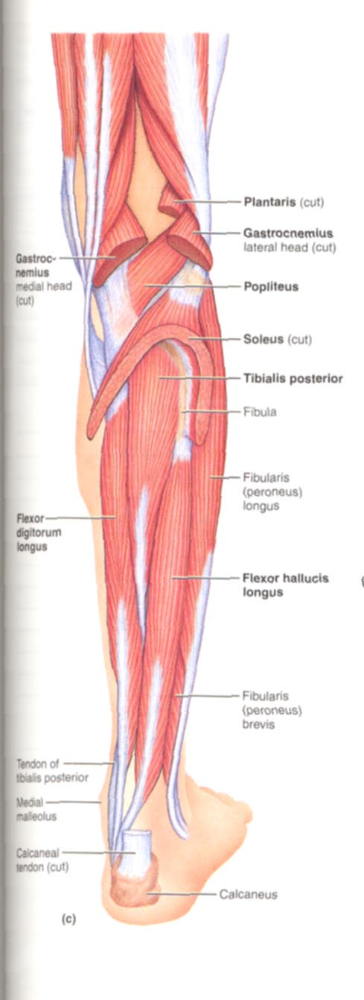 Plantaris (cut)
Gastrocnemius
lateral head (cut)
Gastroc-
nemius
medial head
(cut)
Popliteus
Soleus (cut)
Tibialis posterior
Fibula
Fibularis
(peroneus)
longus
Flexor
digitorum
longus
Flexor hallucis
longus
Fibularis
(peroneus)
brevis
Tendon of
tibialis posterior
Medial
malleolus
Calcaneal
tendon (cut)
Calcaneus
(c)